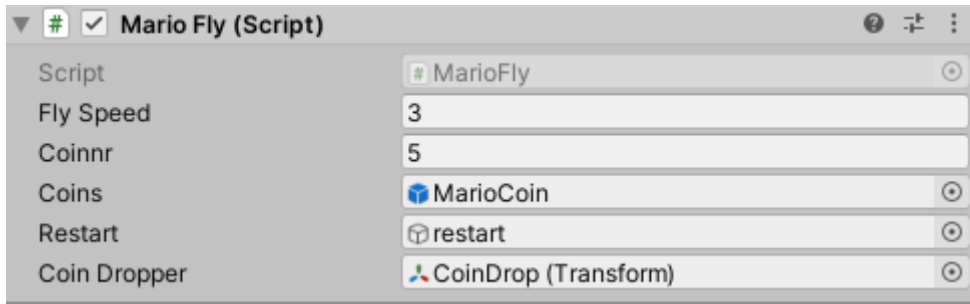 # Mario Fly (Script)
Script # MarioFly
Fly Speed 3
Coinnr 5
Coins MarioCoin
Restart restart
Coin Dropper CoinDrop (Transform)